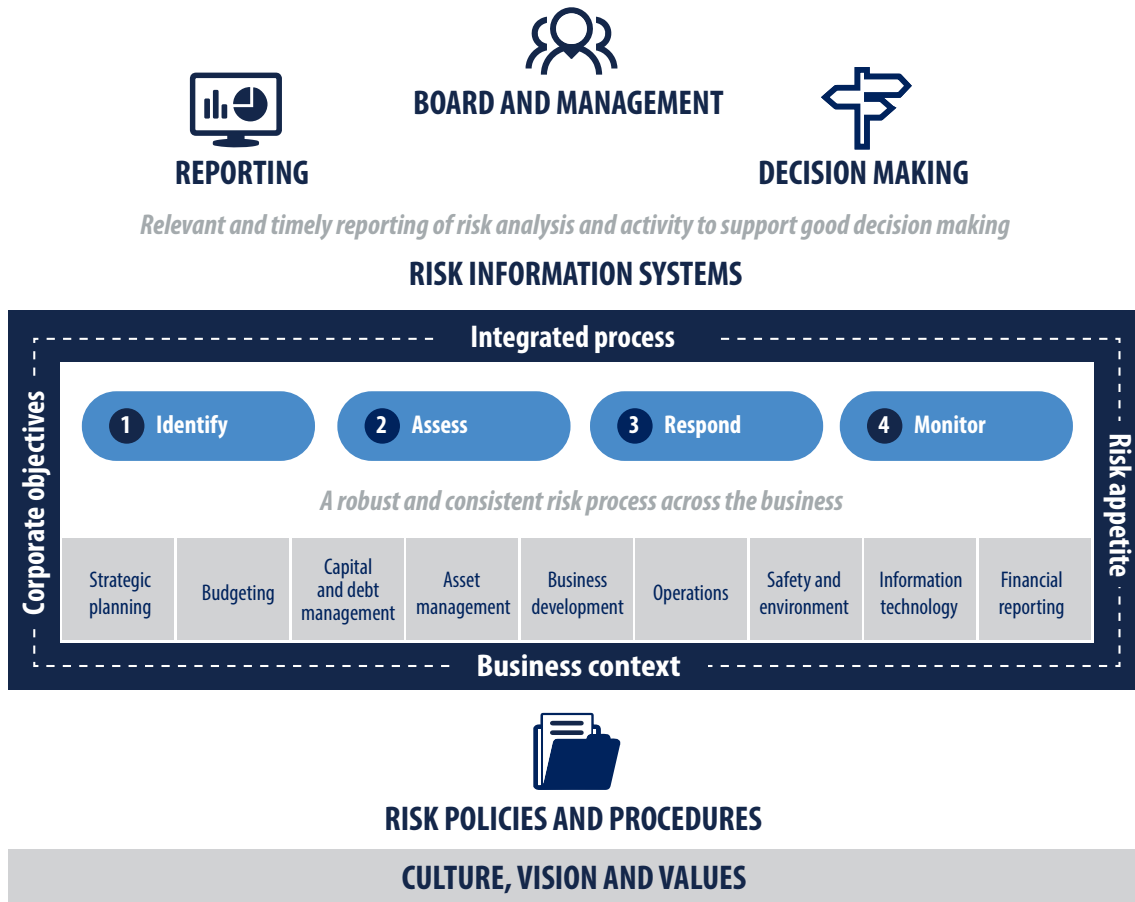 BOARD AND MANAGEMENT
REPORTING
DECISION MAKING
Relevant and timely reporting of risk analysis and activity to support good decision making
RISK INFORMATION SYSTEMS
Integrated process
Corporate objectives
Risk appetite
1 Identify
2 Assess
3 Respond
4 Monitor
A robust and consistent risk process across the business
Strategic
planning
Budgeting
Capital
and debt
management
Asset
management
Business
development
Operations
Safety and
environment
Information
technology
Financial
reporting
Business context
RISK POLICIES AND PROCEDURES
CULTURE, VISION AND VALUES